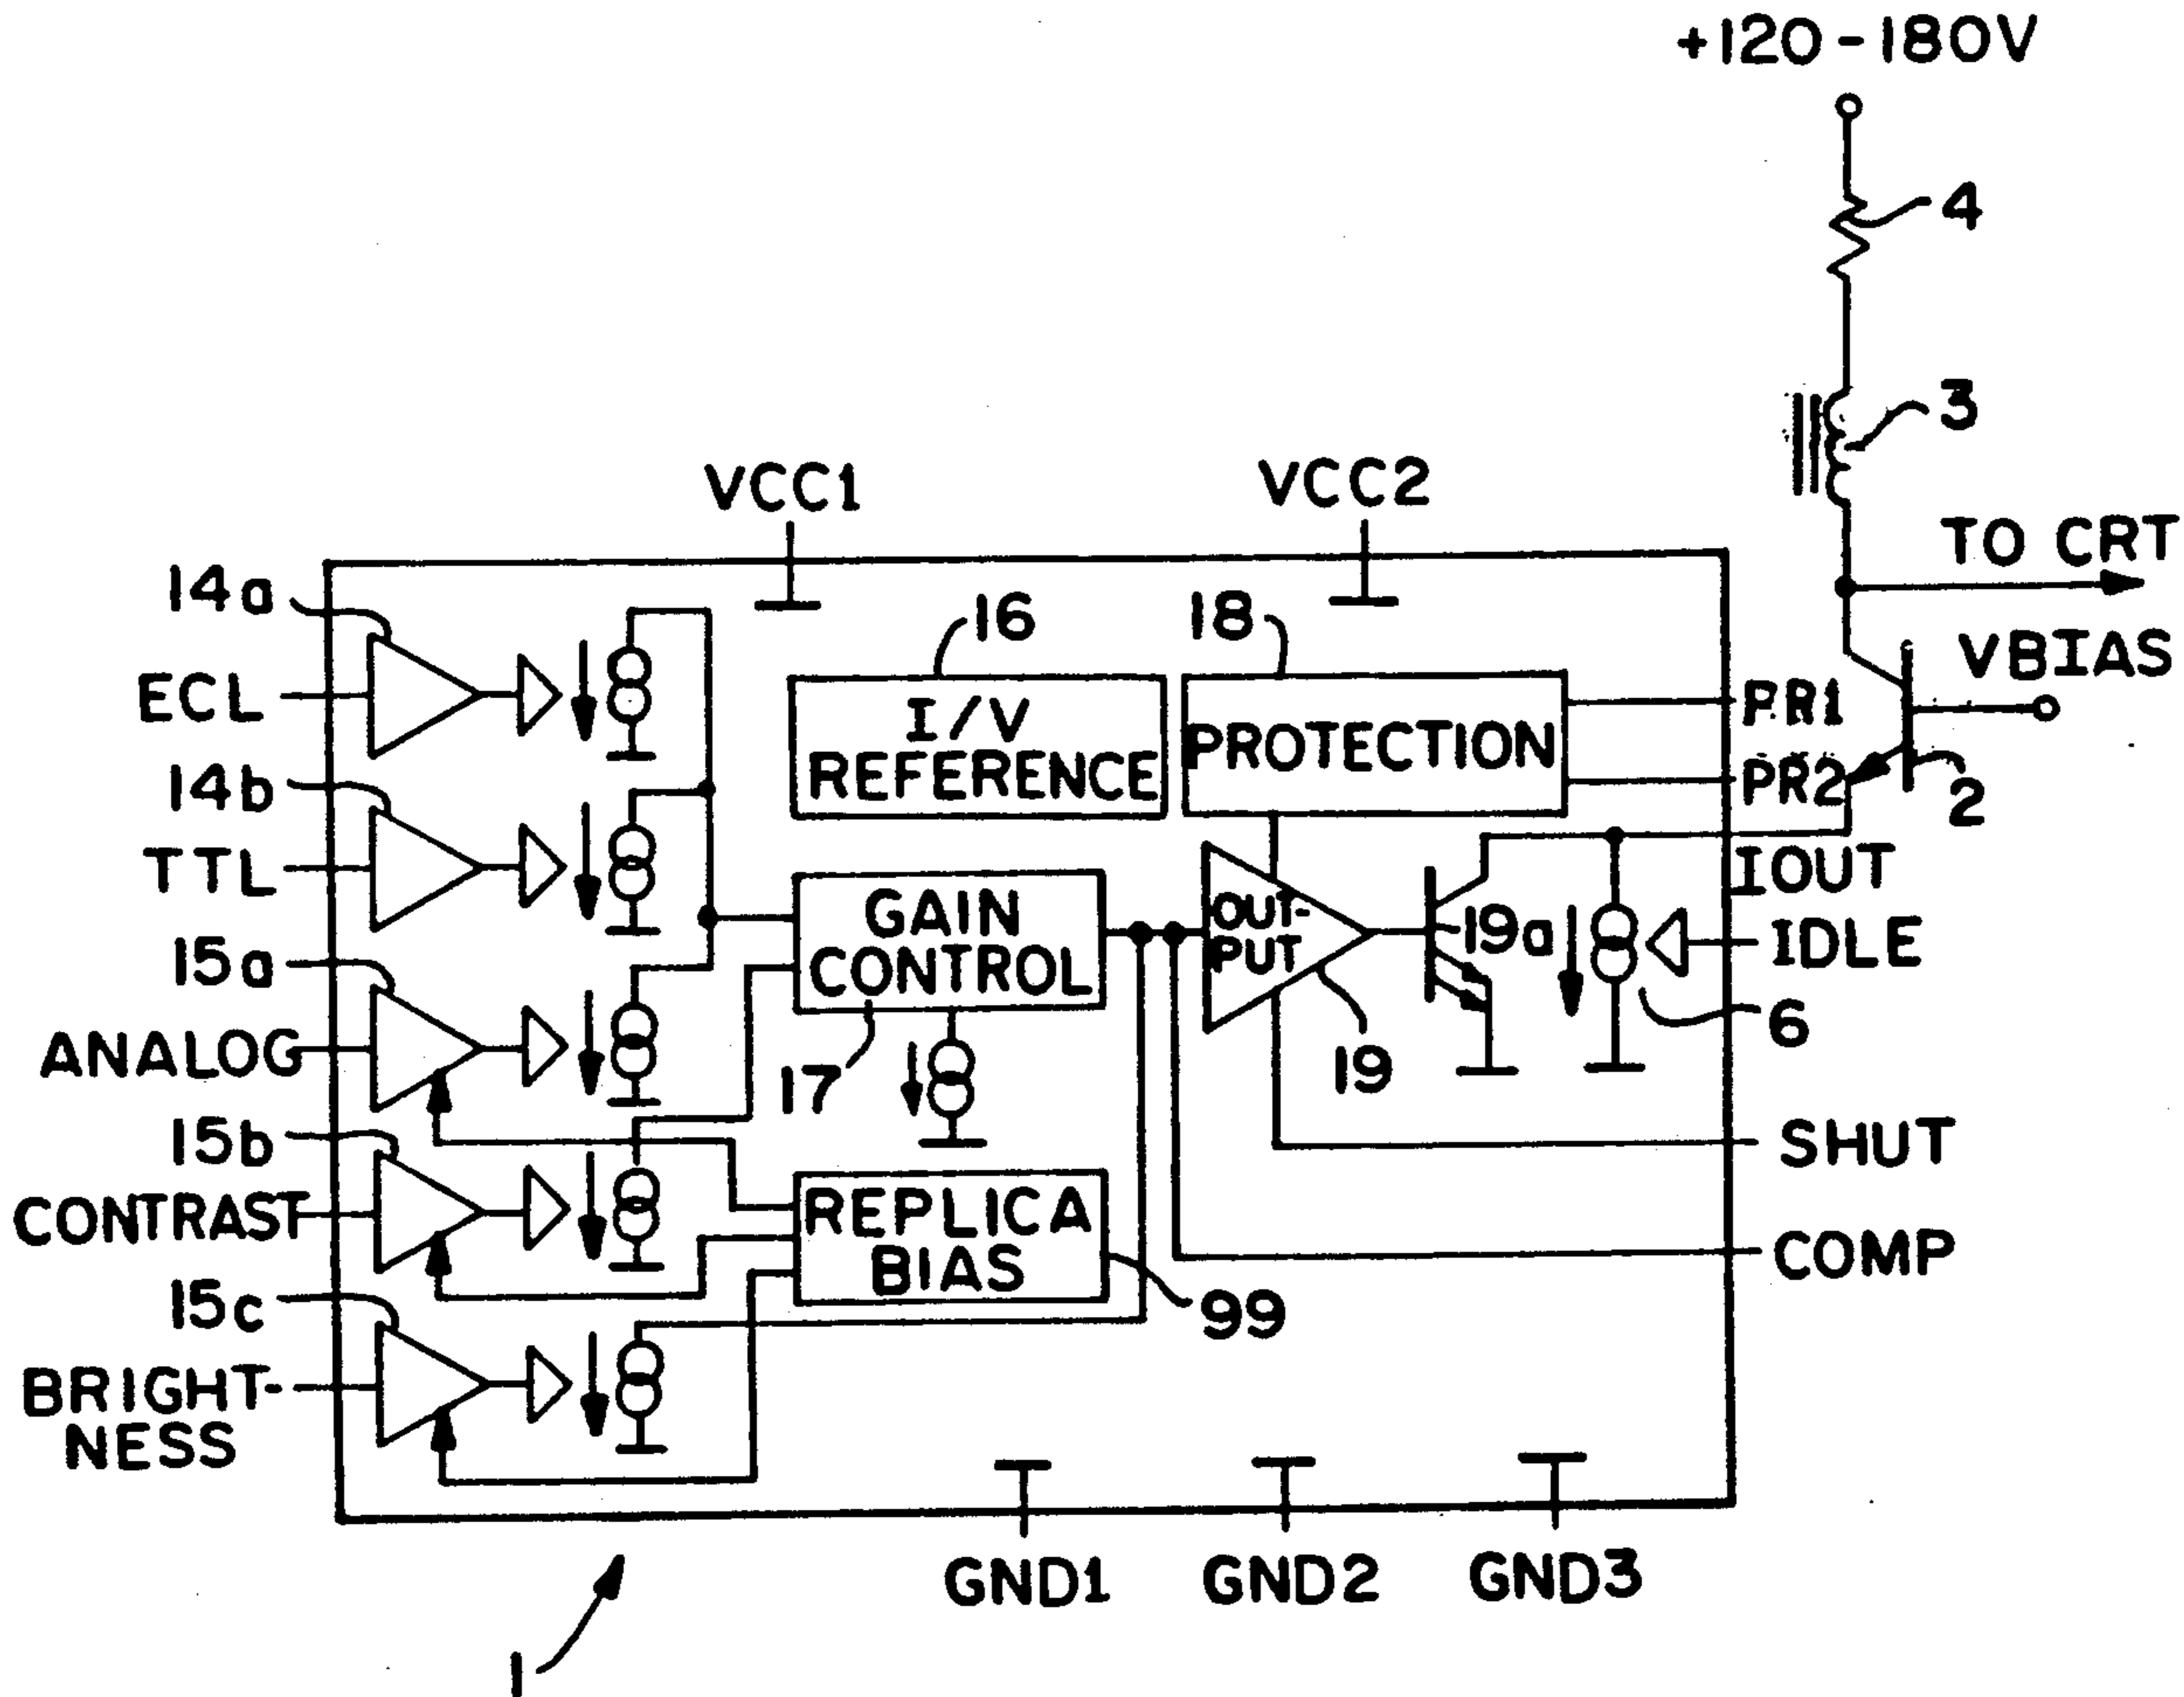 +120-180V
4
3
VCC1
VCC2
TO CRT
14a
16
18
VBIAS
ECL
I/V
REFERENCE
PROTECTION
PR1
PR2
2
14b
TTL
IOUT
GAIN
CONTROL
OUT-
PUT
19a
IDLE
15a
6
ANALOG
17
19
15b
SHUT
CONTRAST
REPLICA
BIAS
COMP
99
15c
BRIGHT-
NESS
GND1
GND2
GND3
1